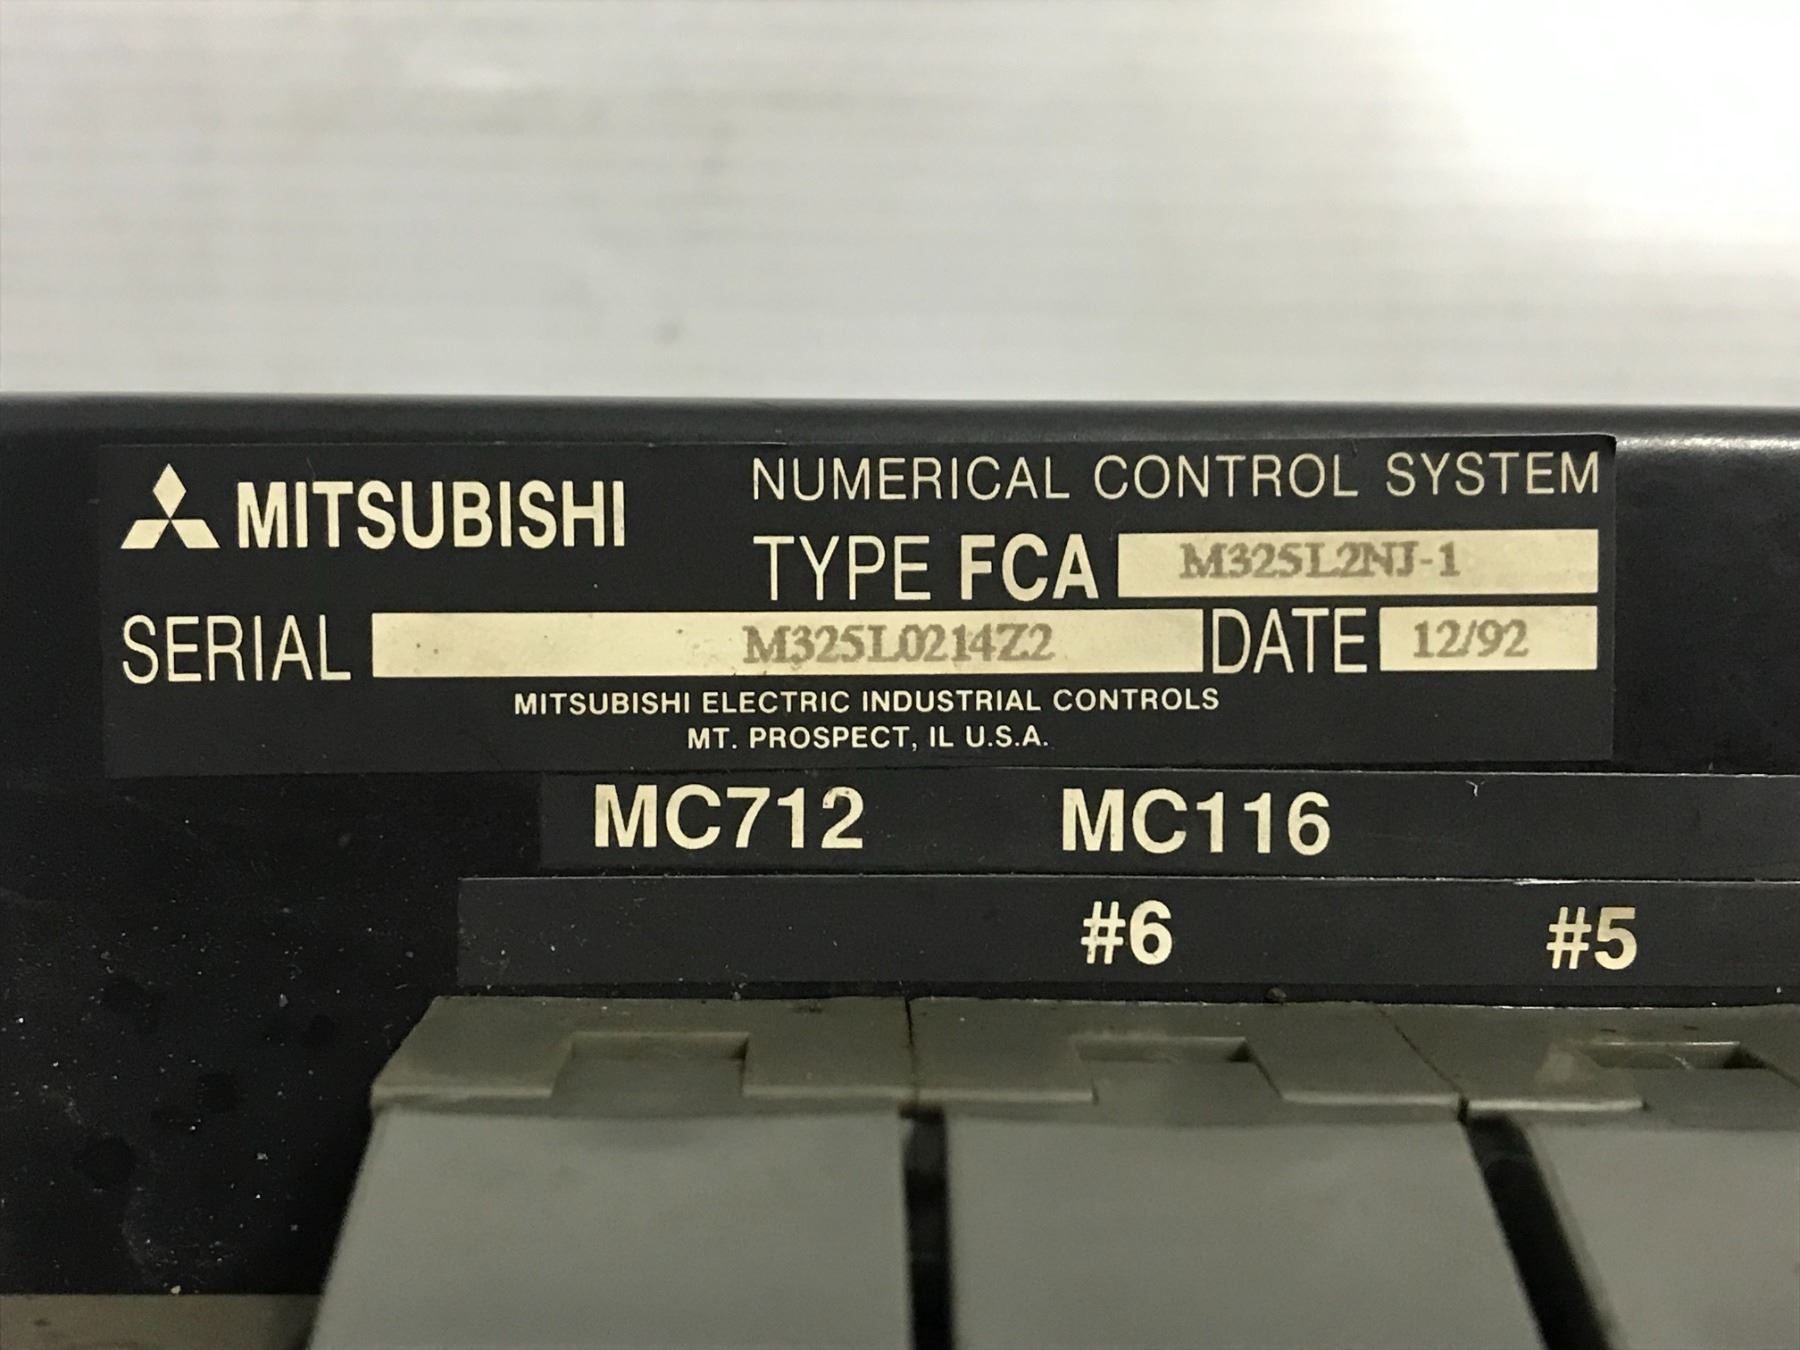 MITSUBISHI NUMERICAL CONTROL SYSTEM
TYPE FCA M325L2NJ-1
SERIAL M325L0214Z2 DATE 12/92
MITSUBISHI ELECTRIC INDUSTRIAL CONTROLS
MT. PROSPECT, IL U.S.A.
MC712 MC116
#6 #5